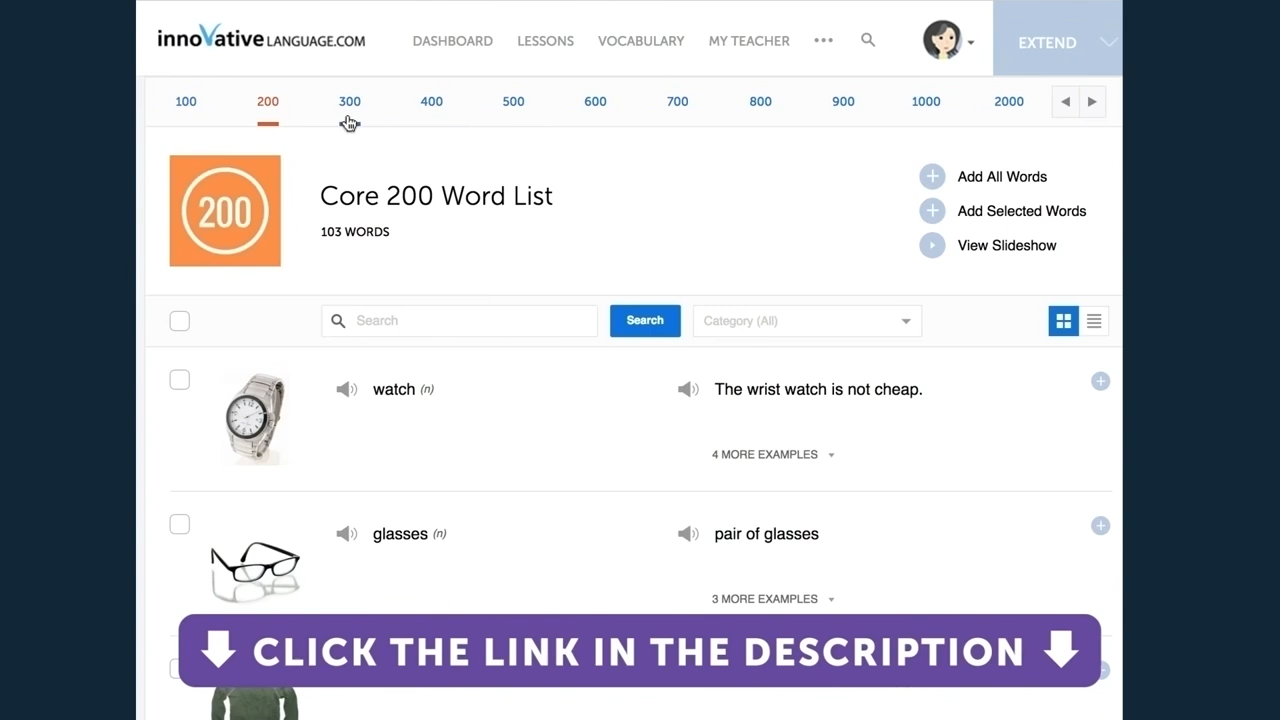 innoVative LANGUAGE.COM
DASHBOARD LESSONS VOCABULARY MY TEACHER EXTEND
100 200 300 400 500 600 700 800 900 1000 2000
200
Core 200 Word List
103 WORDS
Add All Words
Add Selected Words
View Slideshow
Search Search Category (All)
watch (n) The wrist watch is not cheap.
4 MORE EXAMPLES
glasses (n) pair of glasses
3 MORE EXAMPLES
CLICK THE LINK IN THE DESCRIPTION